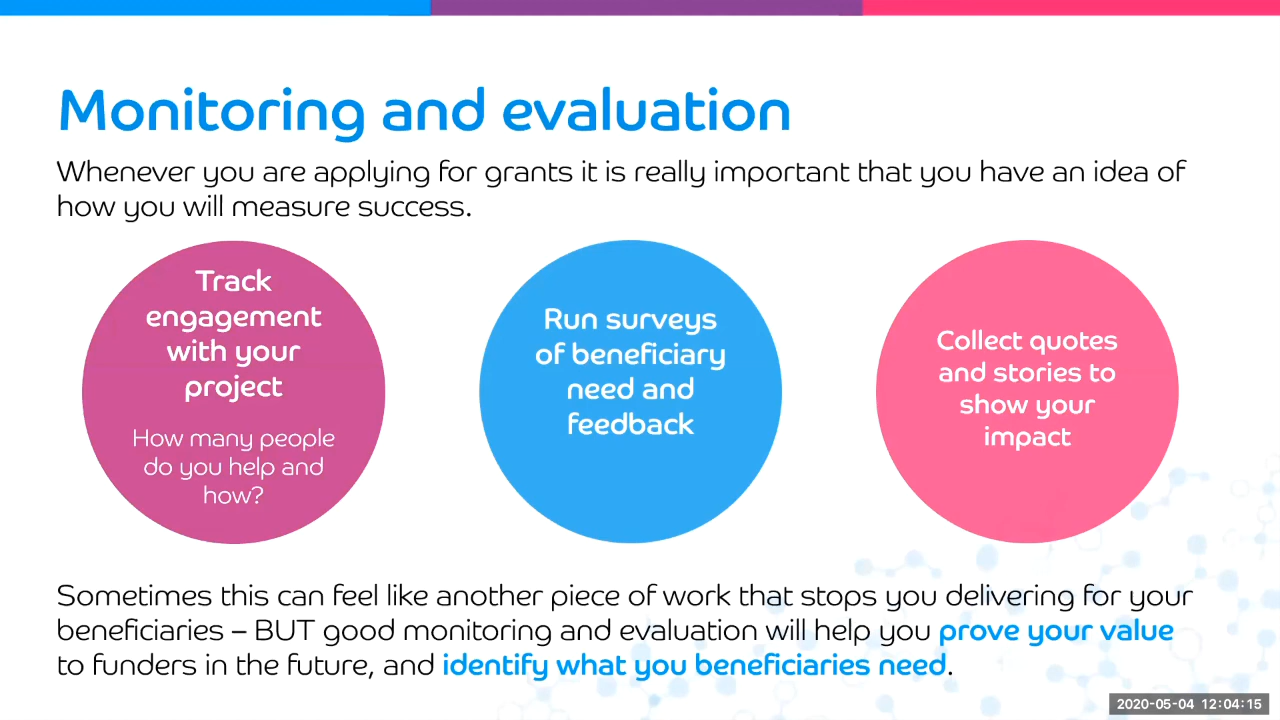 Monitoring and evaluation
Whenever you are applying for grants it is really important that you have an idea of
how you will measure success.
Track
engagement
with your
project
How many people
do you help and
how?
Run surveys
of beneficiary
need and
feedback
Collect quotes
and stories to
show your
impact
Sometimes this can feel like another piece of work that stops you delivering for your
beneficiaries – BUT good monitoring and evaluation will help you prove your value
to funders in the future, and identify what you beneficiaries need.
2020-05-04 12:04:15